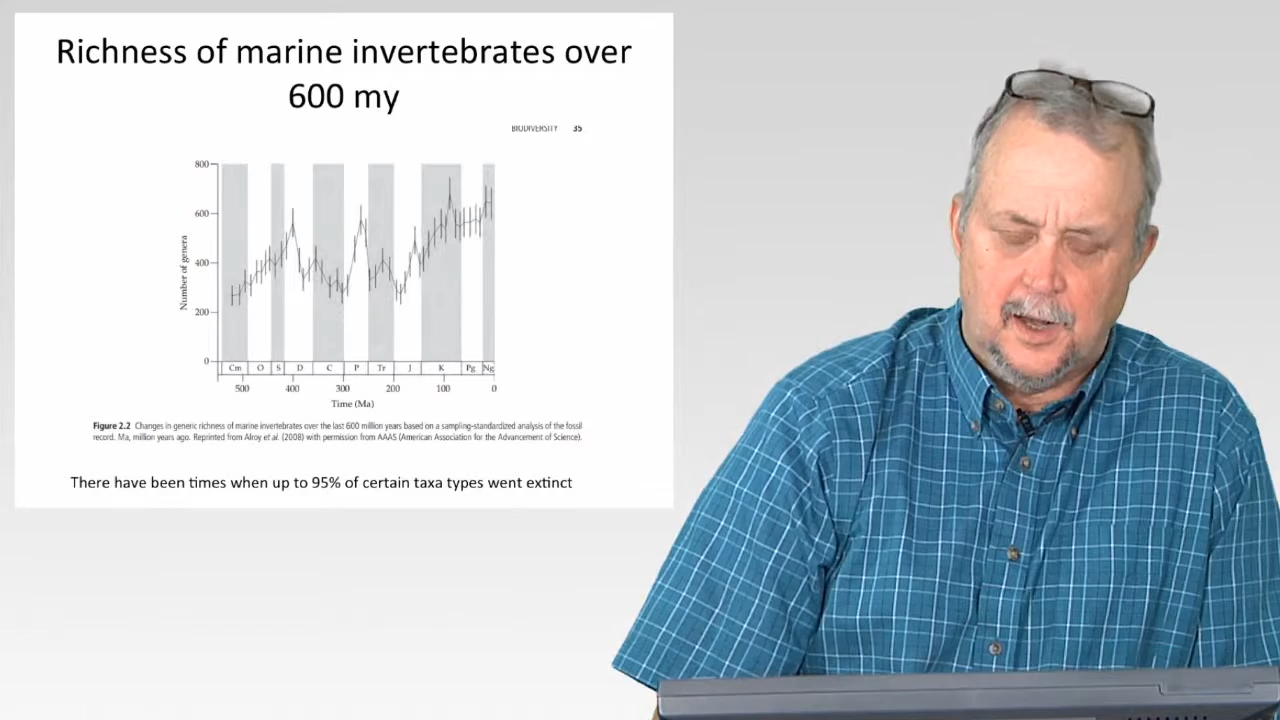 Richness of marine invertebrates over
600 my
BIODIVERSITY 35
800
600
400
200
0
Number of genera
Cm O S D C P Tr J K Pg Ng
500 400 300 200 100 0
Time (Ma)
Figure 2.2 Changes in generic richness of marine invertebrates over the last 600 million years based on a sampling-standardized analysis of the fossil
record. Ma, million years ago. Reprinted from Alroy et al. (2008) with permission from AAAS (American Association for the Advancement of Science).
There have been times when up to 95% of certain taxa types went extinct